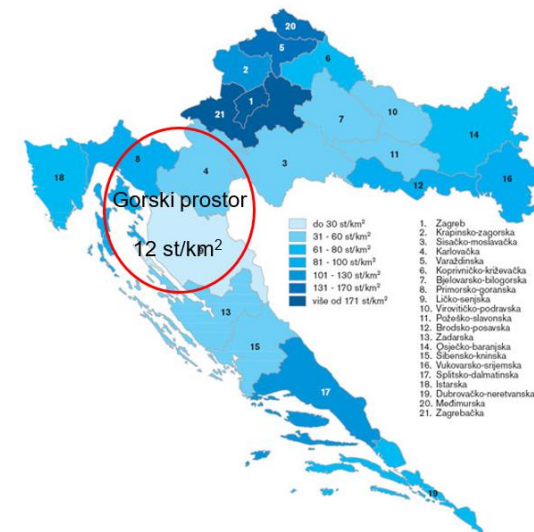 20
5
2
6
1
21
10
7
14
8
4
3
11
18
16
12
Gorski prostor
12 st/km²
13
15
17
19
do 30 st/km²
31 - 60 st/km²
61 - 80 st/km²
81 - 100 st/km²
101 - 130 st/km²
131 - 170 st/km²
više od 171 st/km²
1. Zagreb
2. Krapinsko-zagorska
3. Sisačko-moslavačka
4. Karlovačka
5. Varaždinska
6. Koprivničko-križevačka
7. Bjelovarsko-bilogorska
8. Primorsko-goranska
9. Ličko-senjska
10. Virovitičko-podravska
11. Požeško-slavonska
12. Brodsko-posavska
13. Zadarska
14. Osječko-baranjska
15. Šibensko-kninska
16. Vukovarsko-srijemska
17. Splitsko-dalmatinska
18. Istarska
19. Dubrovačko-neretvanska
20. Međimurska
21. Zagrebačka